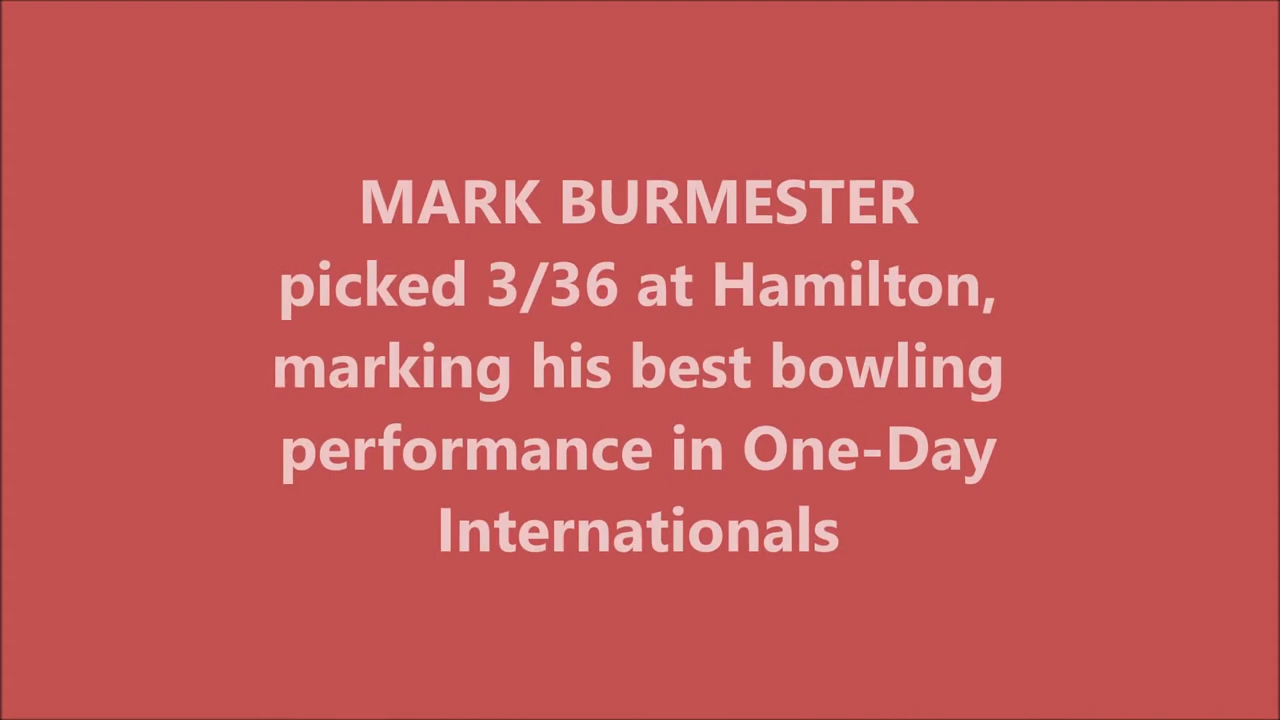 MARK BURMESTER
picked 3/36 at Hamilton,
marking his best bowling
performance in One-Day
Internationals